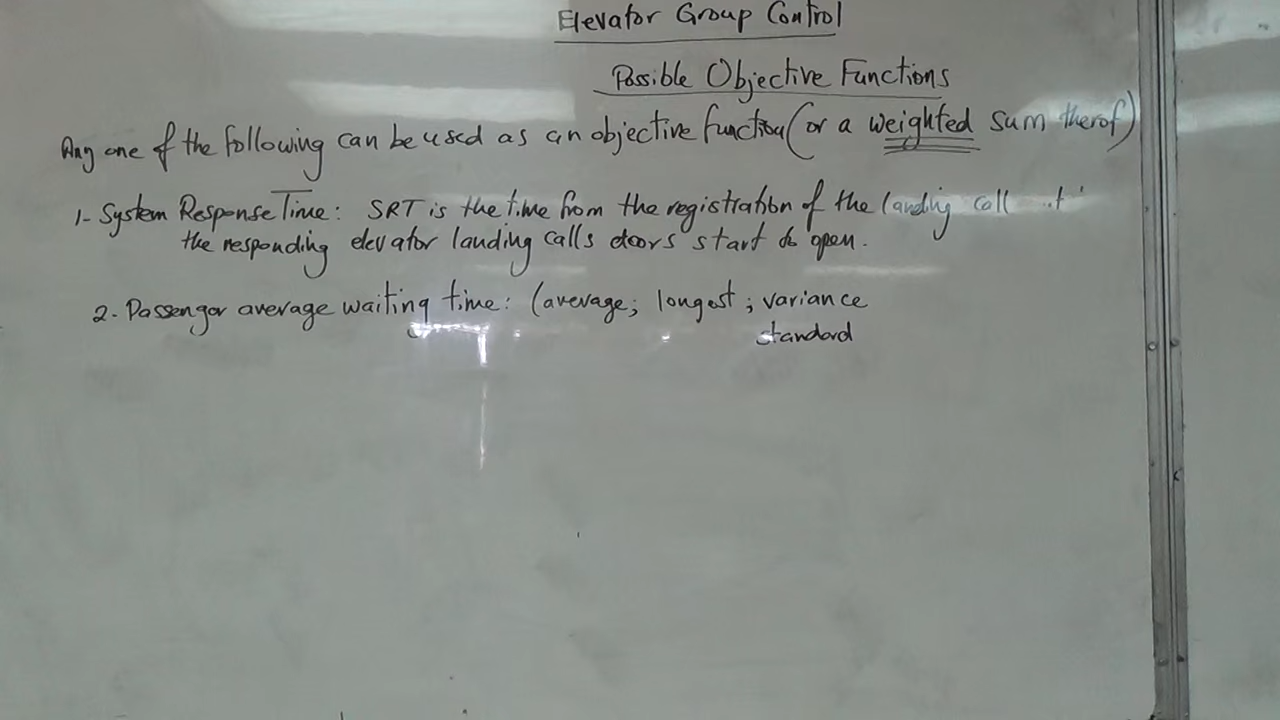 Elevator Group Control
Possible Objective Functions
Any one of the following can be used as an objective function (or a weighted sum therof)
1- System Response Time: SRT is the time from the registration of the landing call
the responding elevator landing calls doors start to open.
2. Passenger average waiting time: (average; longest; variance
standard